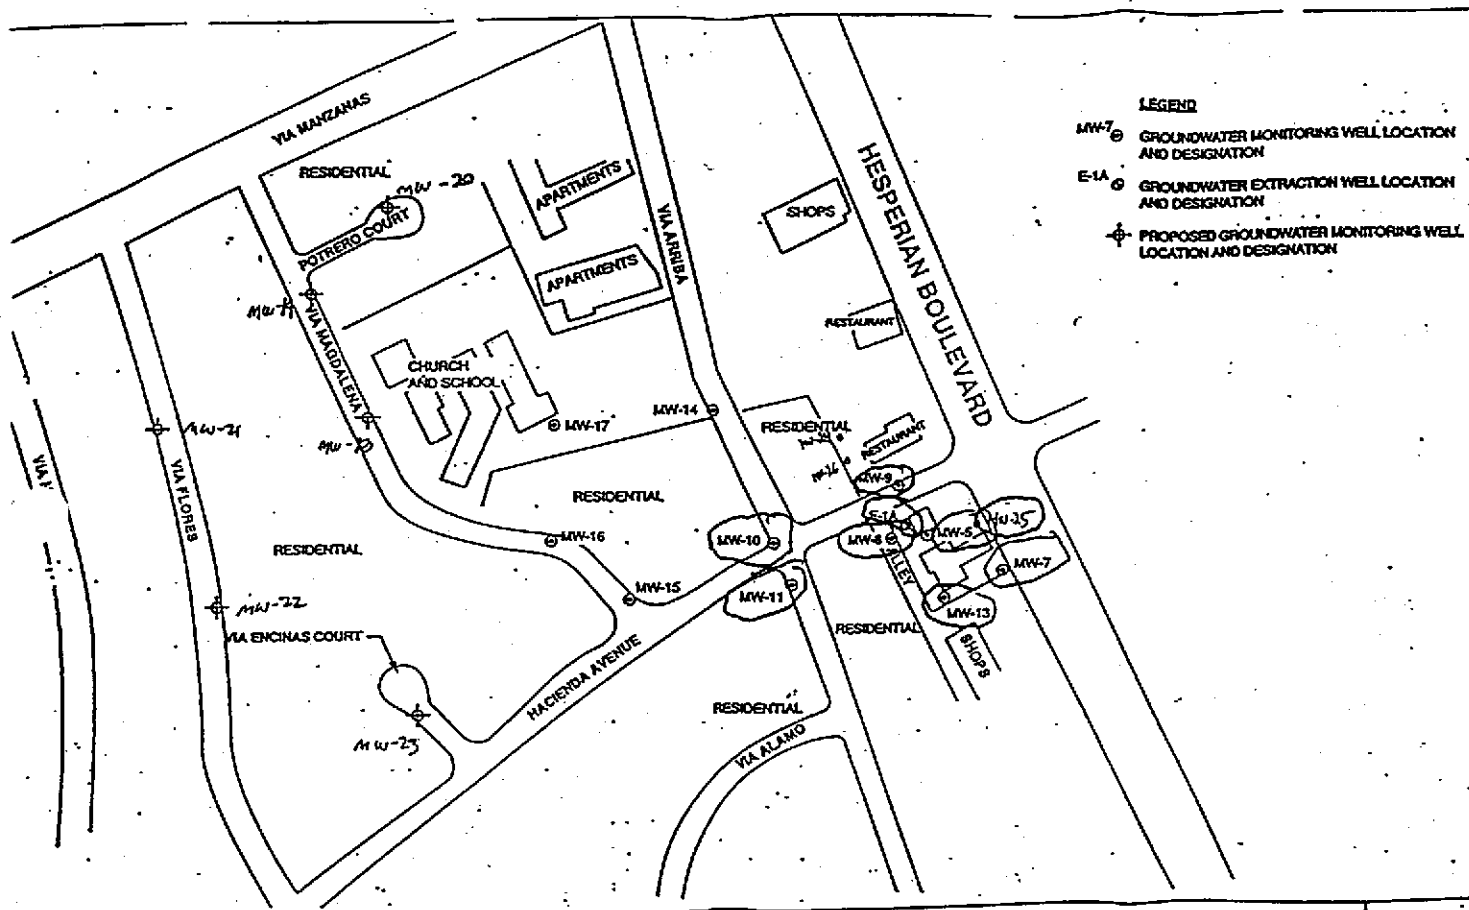 LEGEND
MW-7 GROUNDWATER MONITORING WELL LOCATION
AND DESIGNATION
E-1A GROUNDWATER EXTRACTION WELL LOCATION
AND DESIGNATION
PROPOSED GROUNDWATER MONITORING WELL
LOCATION AND DESIGNATION
VIA MANZANAS
RESIDENTIAL
MW-20
POTRERO COURT
APARTMENTS
APARTMENTS
VIA ARRIBA
SHOPS
HESPERIAN BOULEVARD
RESTAURANT
VIA MAGDALENA
CHURCH
AND SCHOOL
MW-17
MW-14
RESIDENTIAL
RESTAURANT
MW-9
MW-21
VIA FLORES
VIA
RESIDENTIAL
RESIDENTIAL
MW-16
MW-10
E-1A
MW-8
MW-5
MW-25
ALLEY
MW-7
MW-15
MW-11
MW-13
MW-22
VIA ENCINAS COURT
RESIDENTIAL
SHOPS
HACIENDA AVENUE
RESIDENTIAL
MW-23
VIA ALAMO